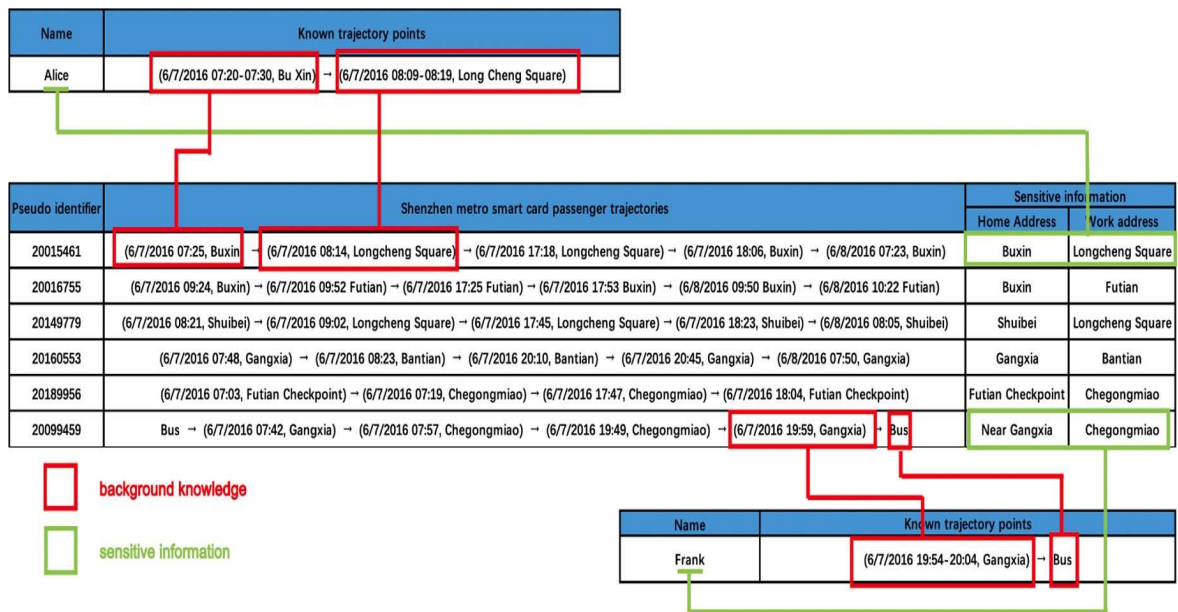 Name Known trajectory points
Alice (6/7/2016 07:20-07:30, Bu Xin) → (6/7/2016 08:09-08:19, Long Cheng Square)
Pseudo identifier Shenzhen metro smart card passenger trajectories Sensitive information
Home Address Work address
20015461 (6/7/2016 07:25, Buxin) → (6/7/2016 08:14, Longcheng Square) → (6/7/2016 17:18, Longcheng Square) → (6/7/2016 18:06, Buxin) → (6/8/2016 07:23, Buxin) Buxin Longcheng Square
20016755 (6/7/2016 09:24, Buxin) → (6/7/2016 09:52 Futian) → (6/7/2016 17:25 Futian) → (6/7/2016 17:53 Buxin) → (6/8/2016 09:50 Buxin) → (6/8/2016 10:22 Futian) Buxin Futian
20149779 (6/7/2016 08:21, Shuibei) → (6/7/2016 09:02, Longcheng Square) → (6/7/2016 17:45, Longcheng Square) → (6/7/2016 18:23, Shuibei) → (6/8/2016 08:05, Shuibei) Shuibei Longcheng Square
20160553 (6/7/2016 07:48, Gangxia) → (6/7/2016 08:23, Bantian) → (6/7/2016 20:10, Bantian) → (6/7/2016 20:45, Gangxia) → (6/8/2016 07:50, Gangxia) Gangxia Bantian
20189956 (6/7/2016 07:03, Futian Checkpoint) → (6/7/2016 07:19, Chegongmiao) → (6/7/2016 17:47, Chegongmiao) → (6/7/2016 18:04, Futian Checkpoint) Futian Checkpoint Chegongmiao
20099459 Bus → (6/7/2016 07:42, Gangxia) → (6/7/2016 07:57, Chegongmiao) → (6/7/2016 19:49, Chegongmiao) → (6/7/2016 19:59, Gangxia) → Bus Near Gangxia Chegongmiao
background knowledge
sensitive information
Name Known trajectory points
Frank (6/7/2016 19:54-20:04, Gangxia) → Bus